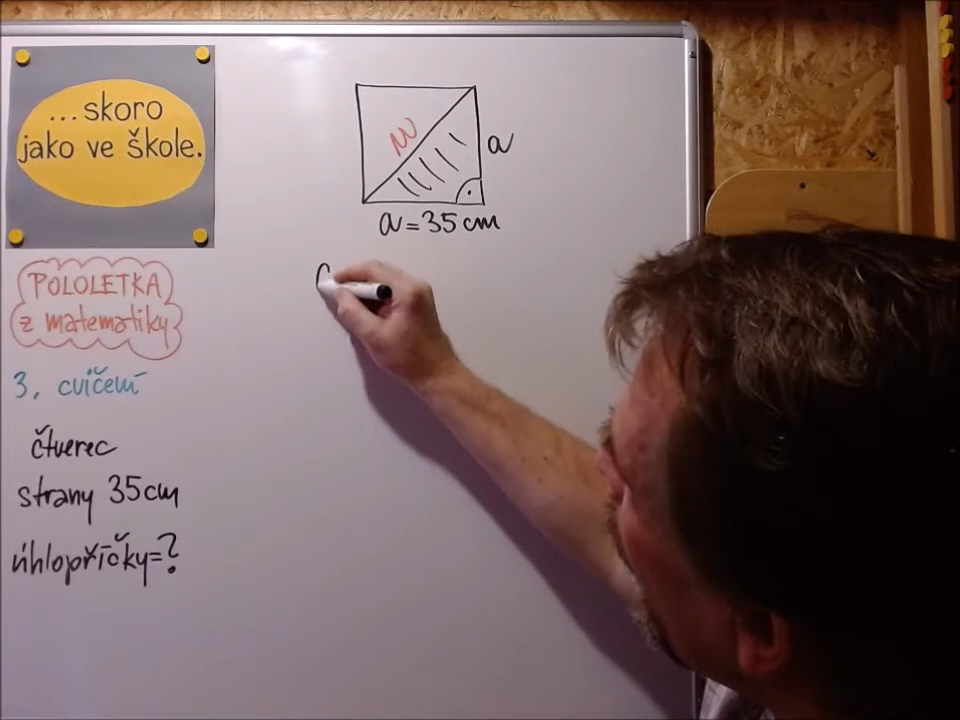 ...skoro
jako ve škole.
POLOLETKA
z matematiky
3. cvičení
čtverec
strany 35cm
úhlopříčky=?
u
a
a = 35 cm